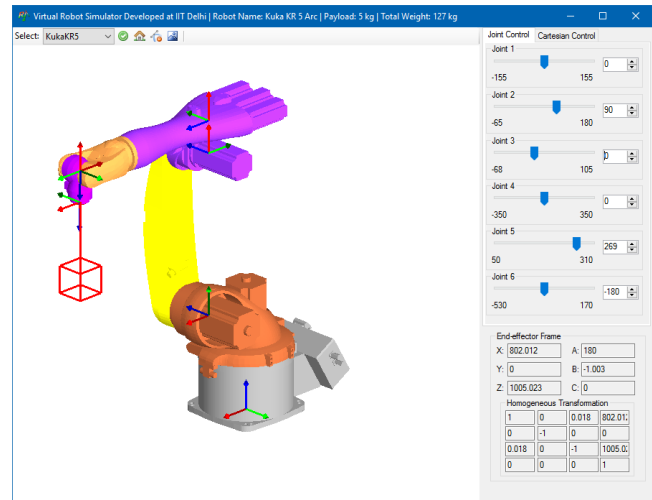 Virtual Robot Simulator Developed at IIT Delhi | Robot Name: Kuka KR 5 Arc | Payload: 5 kg | Total Weight: 127 kg
Select: KukaKR5
Joint Control Cartesian Control
Joint 1
0
-155 155
Joint 2
90
-65 180
Joint 3
0
-68 105
Joint 4
0
-350 350
Joint 5
269
50 310
Joint 6
-180
-530 170
End-effector Frame
X: 802.012 A: 180
Y: 0 B: -1.003
Z: 1005.023 C: 0
Homogeneous Transformation
1 0 0.018 802.01
0 -1 0 0
0.018 0 -1 1005.0
0 0 0 1